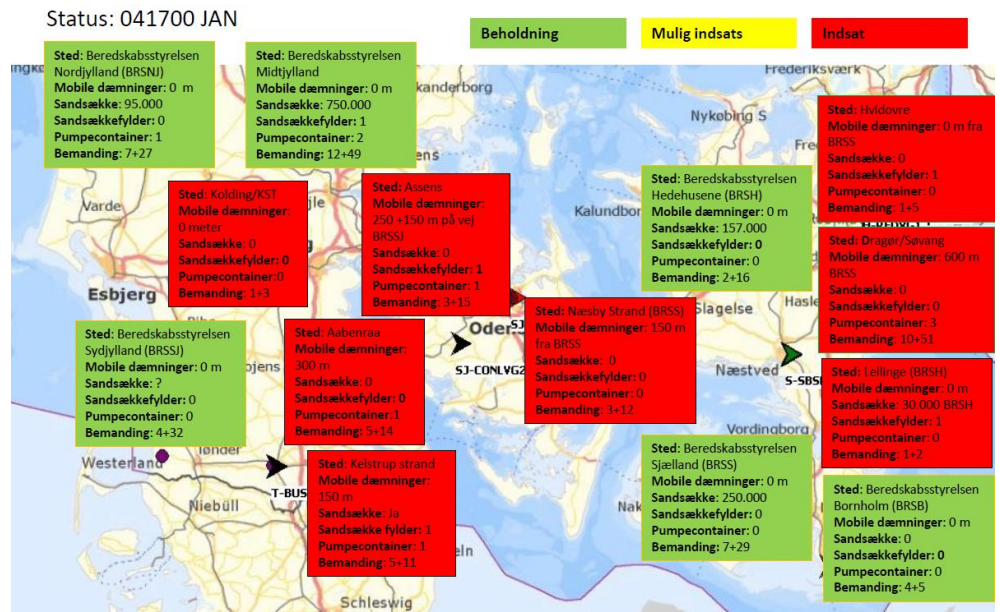 Status: 041700 JAN
Beholdning
Mulig indsats
Indsat
Sted: Beredskabsstyrelsen
Nordjylland (BRSNJ)
Mobile dæmninger: 0 m
Sandsække: 95.000
Sandsækkefylder: 0
Pumpecontainer: 1
Bemanding: 7+27
Sted: Beredskabsstyrelsen
Midtjylland
Mobile dæmninger: 0 m
Sandsække: 750.000
Sandsækkefylder: 1
Pumpecontainer: 2
Bemanding: 12+49
Sted: Hvidovre
Mobile dæmninger: 0 m fra
BRSS
Sandsække: 0
Sandsækkefylder: 1
Pumpecontainer: 0
Bemanding: 1+5
Sted: Kolding/KST
Mobile dæmninger:
0 meter
Sandsække: 0
Sandsækkefylder: 0
Pumpecontainer:0
Bemanding: 1+3
Sted: Assens
Mobile dæmninger:
250 +150 m på vej
BRSSJ
Sandsække: 0
Sandsækkefylder: 1
Pumpecontainer: 1
Bemanding: 3+15
Sted: Beredskabsstyrelsen
Hedehusene (BRSH)
Mobile dæmninger: 0 m
Sandsække: 157.000
Sandsækkefylder: 0
Pumpecontainer: 0
Bemanding: 2+16
Sted: Dragør/Søvang
Mobile dæmninger: 600 m
BRSS
Sandsække: 0
Sandsækkefylder: 0
Pumpecontainer: 3
Bemanding: 10+51
Sted: Beredskabsstyrelsen
Sydjylland (BRSSJ)
Mobile dæmninger: 0 m
Sandsække: ?
Sandsækkefylder: 0
Pumpecontainer: 0
Bemanding: 4+32
Sted: Aabenraa
Mobile dæmninger:
300 m
Sandsække: 0
Sandsækkefylder: 0
Pumpecontainer:1
Bemanding: 5+14
Sted: Næsby Strand (BRSS)
Mobile dæmninger: 150 m
fra BRSS
Sandsække: 0
Sandsækkefylder: 0
Pumpecontainer: 0
Bemanding: 3+12
Sted: Lellinge (BRSH)
Mobile dæmninger: 0 m
Sandsække: 30.000 BRSH
Sandsækkefylder: 1
Pumpecontainer: 0
Bemanding: 1+2
Sted: Kelstrup strand
Mobile dæmninger:
150 m
Sandsække: Ja
Sandsække fylder: 1
Pumpecontainer: 1
Bemanding: 5+11
Sted: Beredskabsstyrelsen
Sjælland (BRSS)
Mobile dæmninger: 0 m
Sandsække: 250.000
Sandsækkefylder: 0
Pumpecontainer: 0
Bemanding: 7+29
Sted: Beredskabsstyrelsen
Bornholm (BRSB)
Mobile dæmninger: 0 m
Sandsække: 0
Sandsækkefylder: 0
Pumpecontainer: 0
Bemanding: 4+5
Frederiksværk
Nykøbing S
Varde
Esbjerg
Slagelse
Næstved
Vordingborg
SJ-CONLVG2
T-BUS
Westerland
Niebüll
Schleswig